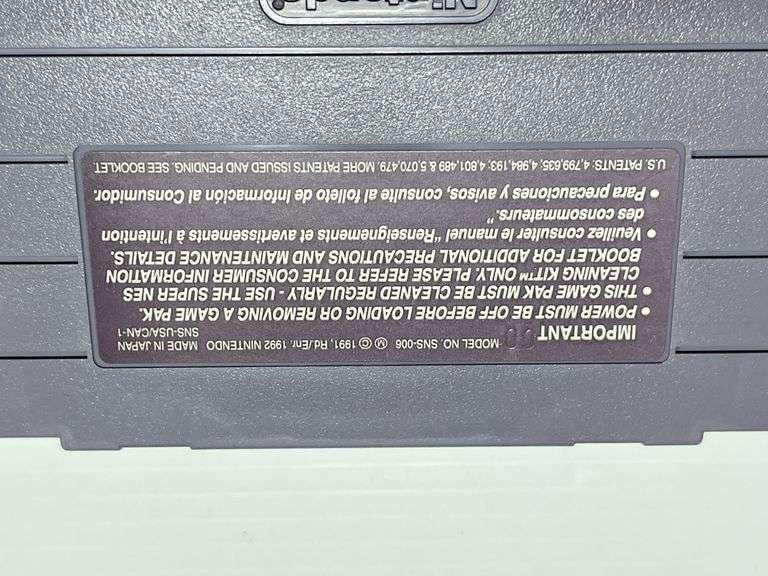 IMPORTANT 00 MODEL NO. SNS-006 Ⓜ © 1991, Rd./Enr. 1992 NINTENDO MADE IN JAPAN
SNS-USA/CAN-1
• POWER MUST BE OFF BEFORE LOADING OR REMOVING A GAME PAK.
• THIS GAME PAK MUST BE CLEANED REGULARLY - USE THE SUPER NES
CLEANING KIT™ ONLY. PLEASE REFER TO THE CONSUMER INFORMATION
BOOKLET FOR ADDITIONAL PRECAUTIONS AND MAINTENANCE DETAILS.
• Veuillez consulter le manuel "Renseignements et avertissements à l'intention
des consommateurs."
• Para precauciones y avisos, consulte al folleto de Información al Consumidor.
U.S. PATENTS: 4,799,635; 4,984,193; 4,801,489 & 5,070,479. MORE PATENTS ISSUED AND PENDING. SEE BOOKLET
Nintendo